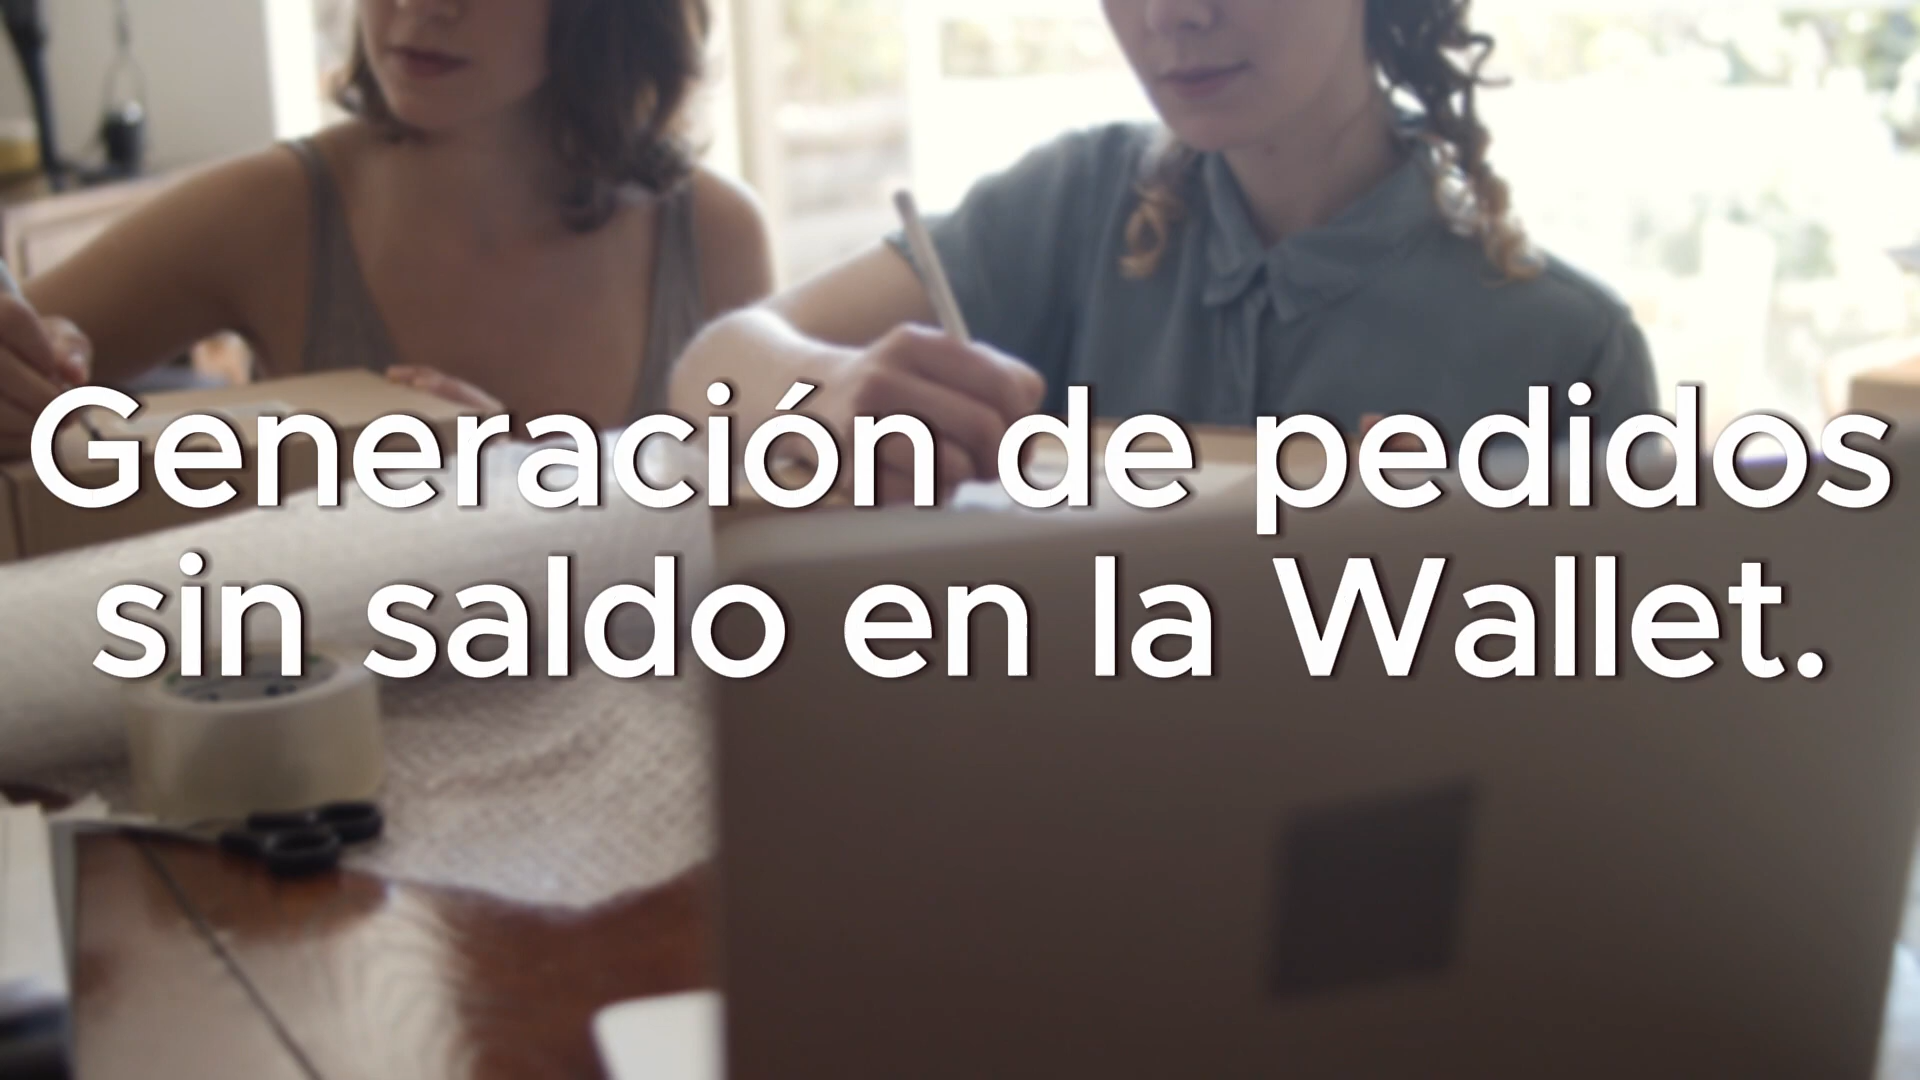 Generación de pedidos
sin saldo en la Wallet.